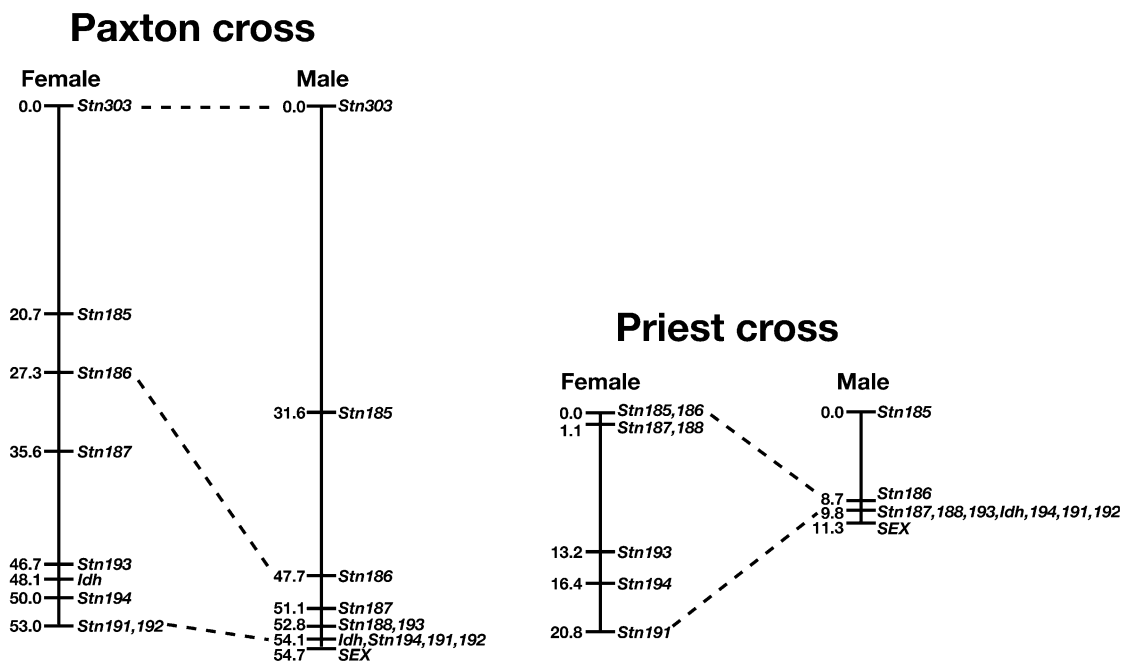 Paxton cross
Female
0.0 Stn303
20.7 Stn185
27.3 Stn186
35.6 Stn187
46.7 Stn193
48.1 Idh
50.0 Stn194
53.0 Stn191,192
Male
0.0 Stn303
31.6 Stn185
47.7 Stn186
51.1 Stn187
52.8 Stn188,193
54.1 Idh,Stn194,191,192
54.7 SEX
Priest cross
Female
0.0 Stn185,186
1.1 Stn187,188
13.2 Stn193
16.4 Stn194
20.8 Stn191
Male
0.0 Stn185
8.7 Stn186
9.8 Stn187,188,193,Idh,194,191,192
11.3 SEX